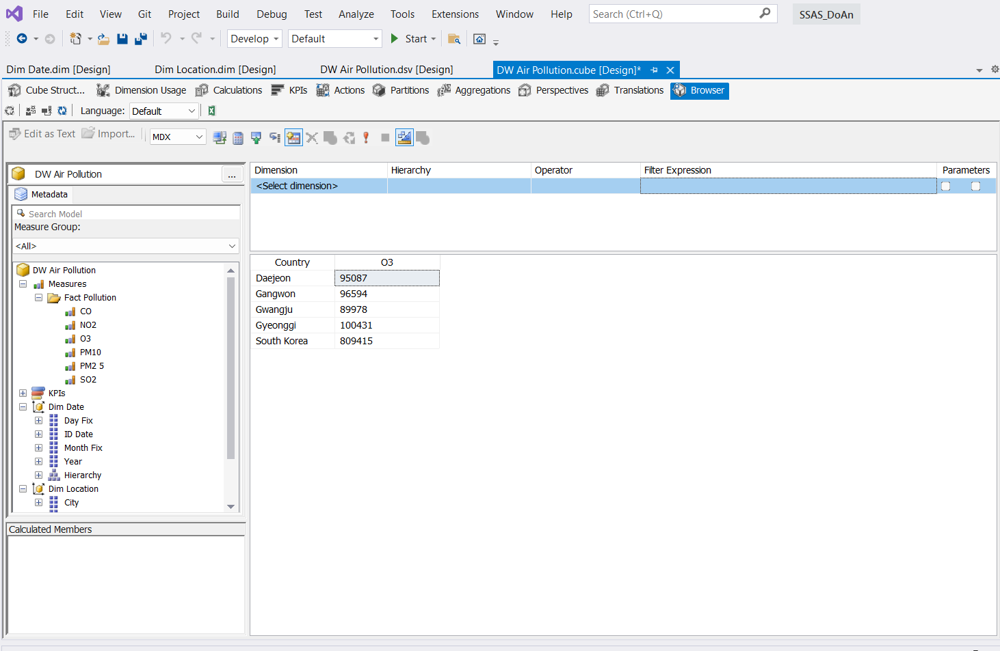 File Edit View Git Project Build Debug Test Analyze Tools Extensions Window Help Search (Ctrl+Q) SSAS_DoAn
Develop Default Start
Dim Date.dim [Design] Dim Location.dim [Design] DW Air Pollution.dsv [Design] DW Air Pollution.cube [Design]*
Cube Struct... Dimension Usage Calculations KPIs Actions Partitions Aggregations Perspectives Translations Browser
Language: Default
Edit as Text Import... MDX
DW Air Pollution ...
Metadata
Search Model
Measure Group:
<All>
DW Air Pollution
Measures
Fact Pollution
CO
NO2
O3
PM10
PM2 5
SO2
KPIs
Dim Date
Day Fix
ID Date
Month Fix
Year
Hierarchy
Dim Location
City
Calculated Members
Dimension Hierarchy Operator Filter Expression Parameters
<Select dimension>
Country O3
Daejeon 95087
Gangwon 96594
Gwangju 89978
Gyeonggi 100431
South Korea 809415